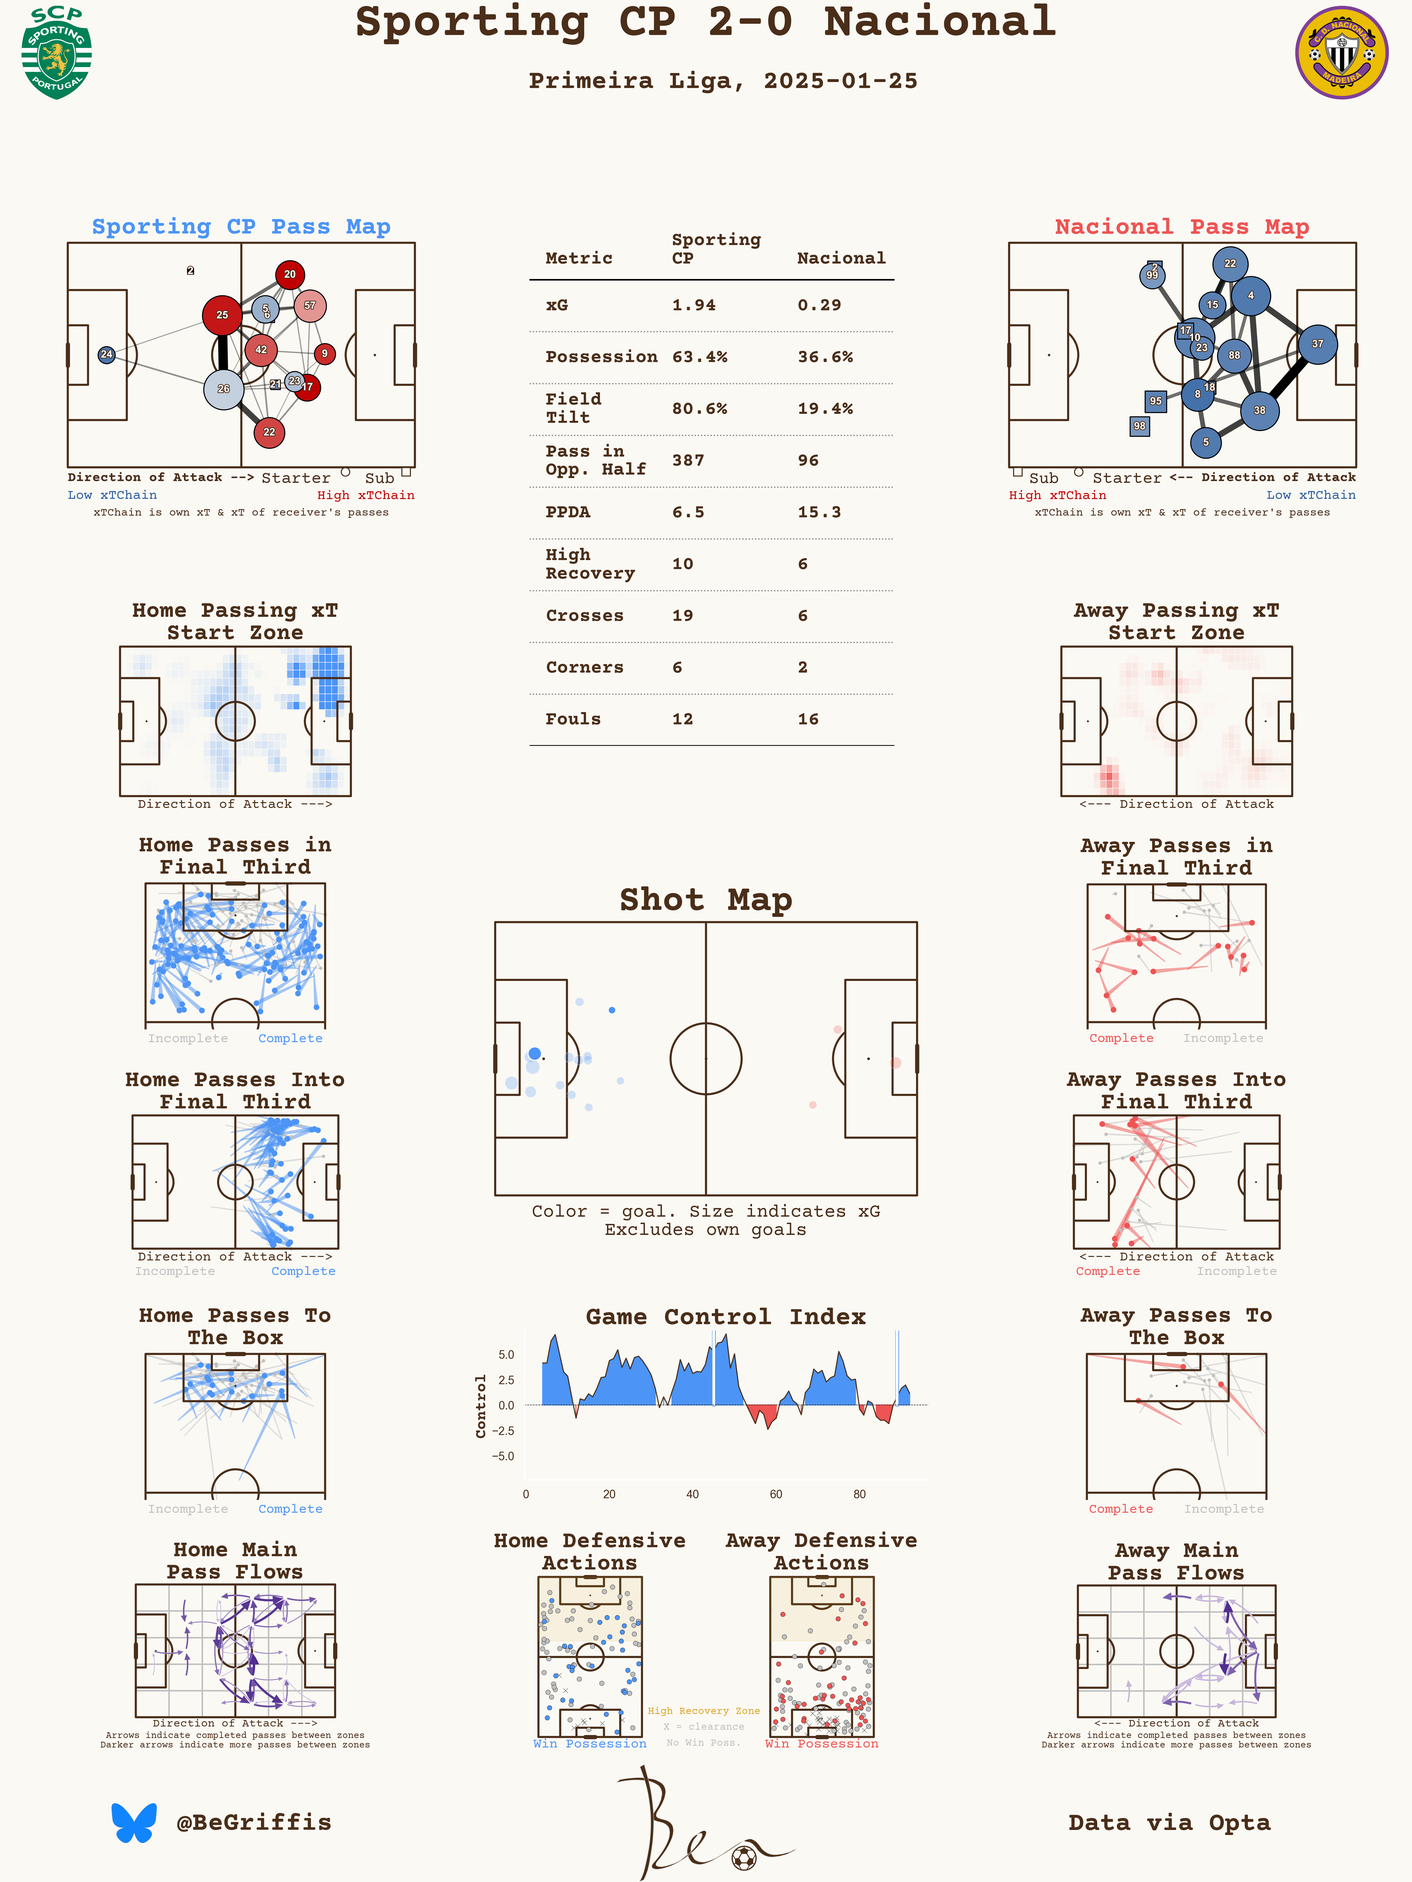 Sporting CP 2-0 Nacional
Primeira Liga, 2025-01-25
SCP
SPORTING
PORTUGAL
C.D. NACIONAL
MADEIRA
Sporting CP Pass Map
2
20
57
5
6
25
42
24
9
26
21
23
17
22
Direction of Attack --> Starter Sub
Low xTChain High xTChain
xTChain is own xT & xT of receiver's passes
Metric Sporting CP Nacional
xG 1.94 0.29
Possession 63.4% 36.6%
Field Tilt 80.6% 19.4%
Pass in Opp. Half 387 96
PPDA 6.5 15.3
High Recovery 10 6
Crosses 19 6
Corners 6 2
Fouls 12 16
Nacional Pass Map
2
99
22
4
15
17
10
23
88
37
18
8
95
38
98
5
Sub Starter <-- Direction of Attack
High xTChain Low xTChain
xTChain is own xT & xT of receiver's passes
Home Passing xT
Start Zone
Direction of Attack --->
Away Passing xT
Start Zone
<--- Direction of Attack
Home Passes in
Final Third
Incomplete Complete
Away Passes in
Final Third
Complete Incomplete
Shot Map
Color = goal. Size indicates xG
Excludes own goals
Home Passes Into
Final Third
Direction of Attack --->
Incomplete Complete
Away Passes Into
Final Third
<--- Direction of Attack
Complete Incomplete
Home Passes To
The Box
Incomplete Complete
Game Control Index
Control
5.0
2.5
0.0
−2.5
−5.0
0 20 40 60 80
Away Passes To
The Box
Complete Incomplete
Home Main
Pass Flows
Direction of Attack --->
Arrows indicate completed passes between zones
Darker arrows indicate more passes between zones
Home Defensive
Actions
Win Possession
High Recovery Zone
X = clearance
No Win Poss.
Away Defensive
Actions
Win Possession
Away Main
Pass Flows
<--- Direction of Attack
Arrows indicate completed passes between zones
Darker arrows indicate more passes between zones
@BeGriffis
Ben
Data via Opta